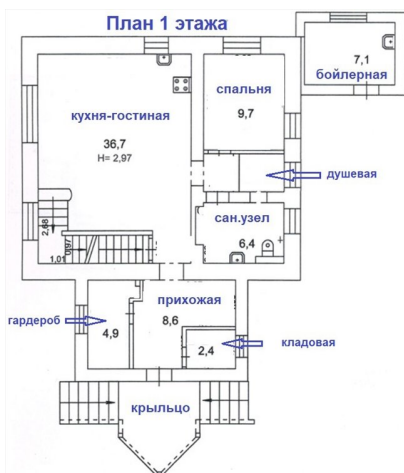 План 1 этажа
7,1
бойлерная
спальня
9,7
кухня-гостиная
36,7
H= 2,97
душевая
сан.узел
6,4
2,68
0,97
1,01
прихожая
8,6
гардероб
4,9
2,4
кладовая
крыльцо